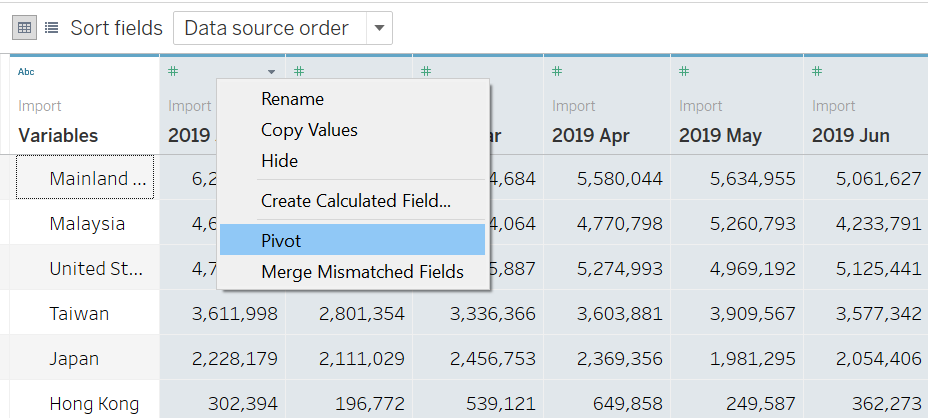 Sort fields Data source order
Abc # # # # # #
Import Import Import Import Import
Variables 2019 ar 2019 Apr 2019 May 2019 Jun
Rename
Copy Values
Hide
Create Calculated Field...
Pivot
Merge Mismatched Fields
Mainland ... 6,2 4,684 5,580,044 5,634,955 5,061,627
Malaysia 4,6 4,064 4,770,798 5,260,793 4,233,791
United St... 4,7 5,887 5,274,993 4,969,192 5,125,441
Taiwan 3,611,998 2,801,354 3,336,366 3,603,881 3,909,567 3,577,342
Japan 2,228,179 2,111,029 2,456,753 2,369,356 1,981,295 2,054,406
Hong Kong 302,394 196,772 539,121 649,858 249,587 362,273